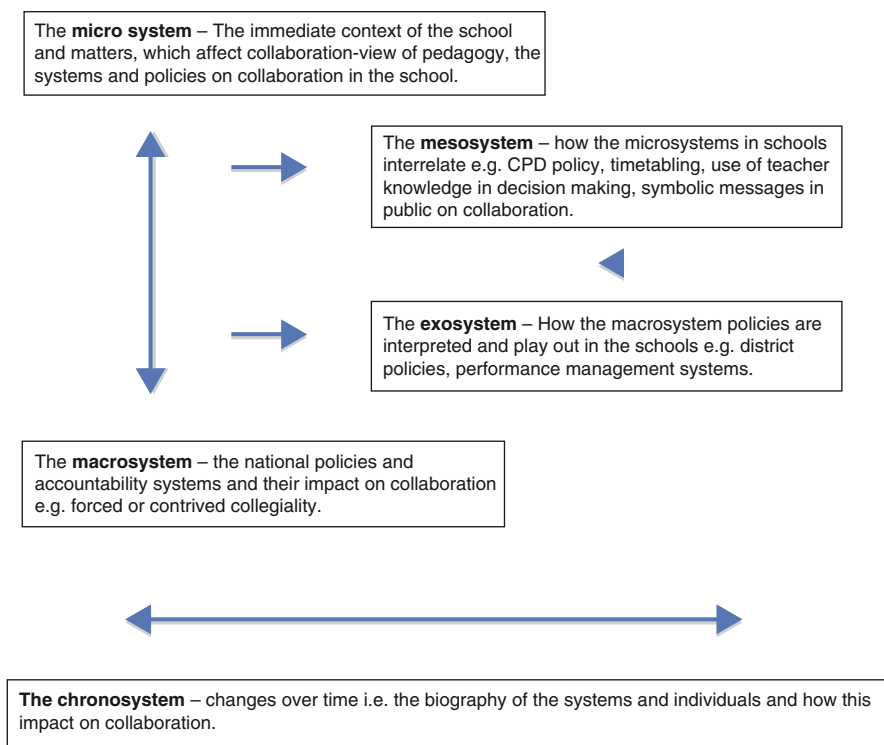 The micro system – The immediate context of the school
and matters, which affect collaboration-view of pedagogy, the
systems and policies on collaboration in the school.
The mesosystem – how the microsystems in schools
interrelate e.g. CPD policy, timetabling, use of teacher
knowledge in decision making, symbolic messages in
public on collaboration.
The exosystem – How the macrosystem policies are
interpreted and play out in the schools e.g. district
policies, performance management systems.
The macrosystem – the national policies and
accountability systems and their impact on collaboration
e.g. forced or contrived collegiality.
The chronosystem – changes over time i.e. the biography of the systems and individuals and how this
impact on collaboration.